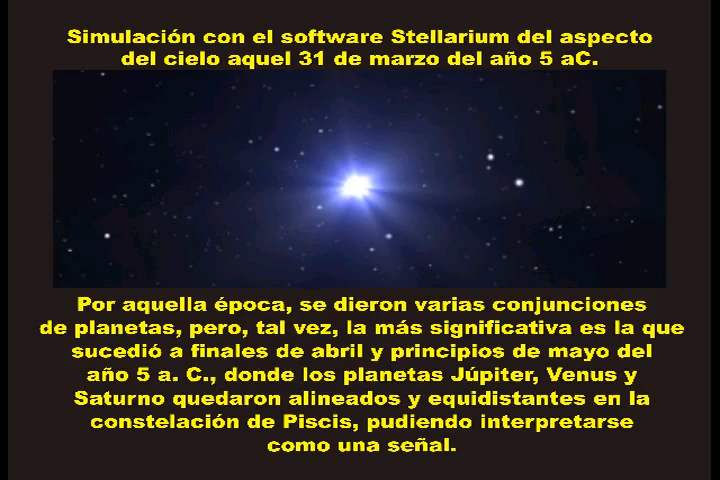 Simulación con el software Stellarium del aspecto
del cielo aquel 31 de marzo del año 5 aC.
Por aquella época, se dieron varias conjunciones
de planetas, pero, tal vez, la más significativa es la que
sucedió a finales de abril y principios de mayo del
año 5 a. C., donde los planetas Júpiter, Venus y
Saturno quedaron alineados y equidistantes en la
constelación de Piscis, pudiendo interpretarse
como una señal.